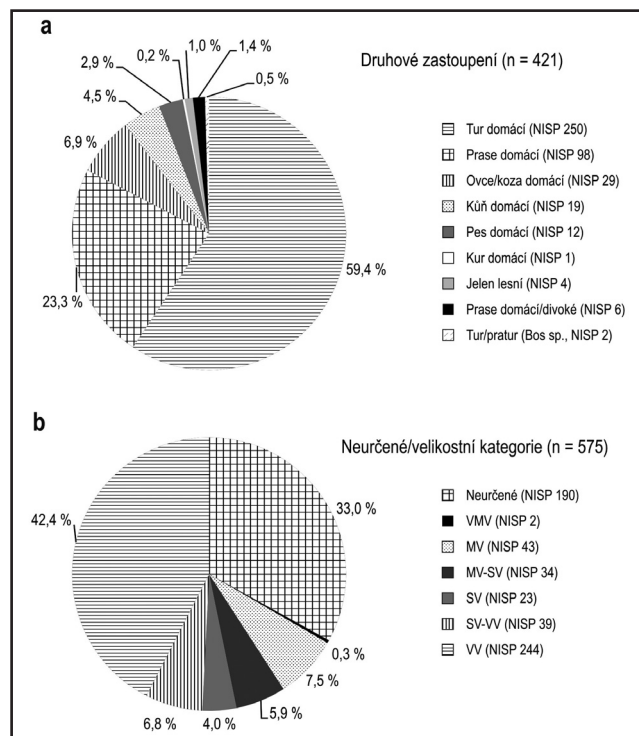 a
Druhové zastoupení (n = 421)
0,2 %
1,0 %
1,4 %
2,9 %
0,5 %
4,5 %
6,9 %
23,3 %
59,4 %
Tur domácí (NISP 250)
Prase domácí (NISP 98)
Ovce/koza domácí (NISP 29)
Kůň domácí (NISP 19)
Pes domácí (NISP 12)
Kur domácí (NISP 1)
Jelen lesní (NISP 4)
Prase domácí/divoké (NISP 6)
Tur/pratur (Bos sp., NISP 2)
b
Neurčené/velikostní kategorie (n = 575)
42,4 %
33,0 %
0,3 %
7,5 %
5,9 %
4,0 %
6,8 %
Neurčené (NISP 190)
VMV (NISP 2)
MV (NISP 43)
MV-SV (NISP 34)
SV (NISP 23)
SV-VV (NISP 39)
VV (NISP 244)